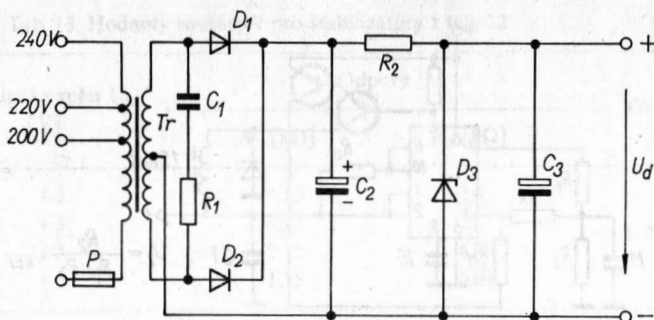 240V
220V
200V
P
Tr
C1
R1
D1
D2
+
C2
−
R2
D3
C3
+
Ud
−